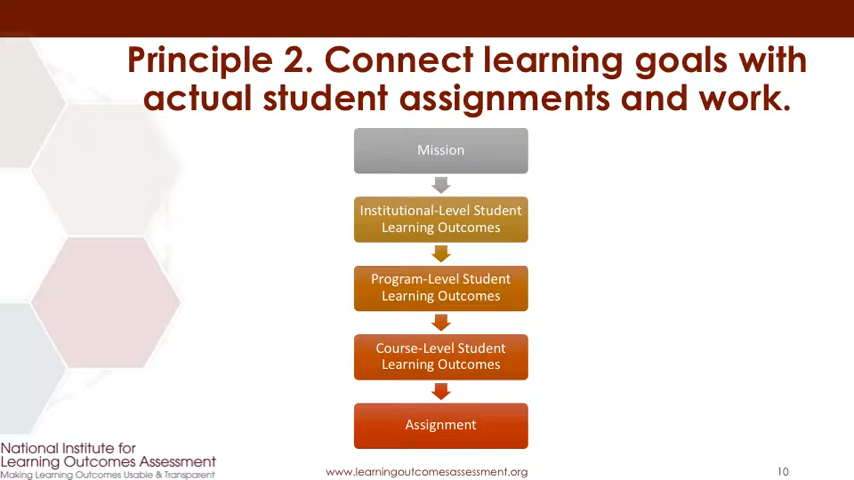 Principle 2. Connect learning goals with
actual student assignments and work.
Mission
Institutional-Level Student
Learning Outcomes
Program-Level Student
Learning Outcomes
Course-Level Student
Learning Outcomes
Assignment
National Institute for
Learning Outcomes Assessment
Making Learning Outcomes Usable & Transparent
www.learningoutcomesassessment.org
10